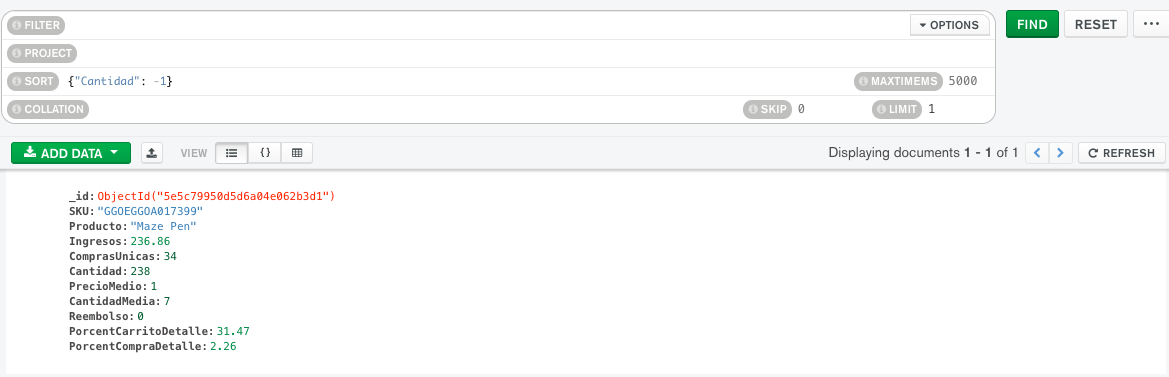 FILTER
OPTIONS
FIND
RESET
PROJECT
SORT {"Cantidad": -1}
MAXTIMEMS 5000
COLLATION
SKIP 0
LIMIT 1
ADD DATA
VIEW
{}
Displaying documents 1 - 1 of 1
REFRESH
_id: ObjectId("5e5c79950d5d6a04e062b3d1")
SKU: "GGOEGGOA017399"
Producto: "Maze Pen"
Ingresos: 236.86
ComprasUnicas: 34
Cantidad: 238
PrecioMedio: 1
CantidadMedia: 7
Reembolso: 0
PorcentCarritoDetalle: 31.47
PorcentCompraDetalle: 2.26